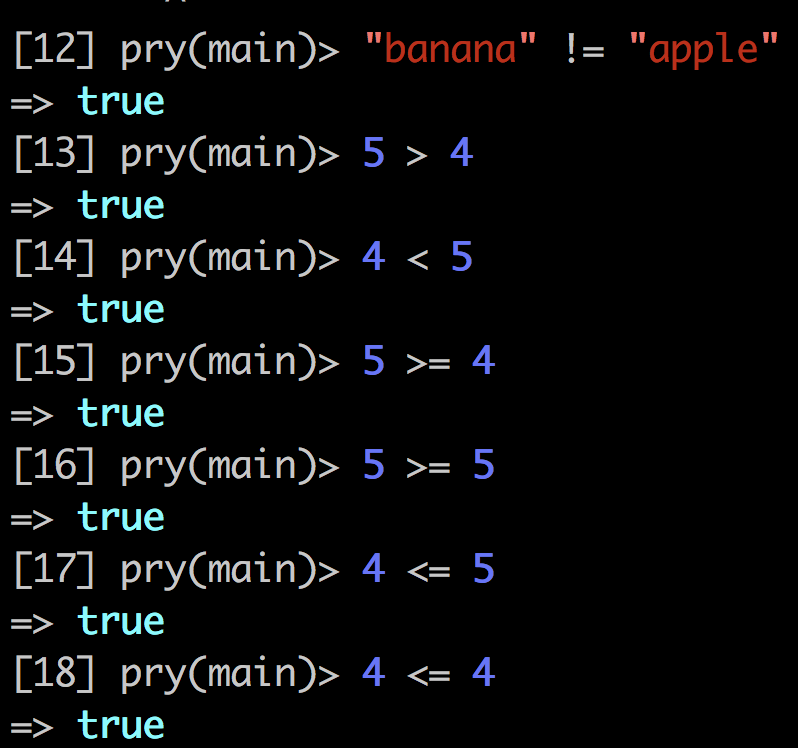 [12] pry(main)> "banana" != "apple"
=> true
[13] pry(main)> 5 > 4
=> true
[14] pry(main)> 4 < 5
=> true
[15] pry(main)> 5 >= 4
=> true
[16] pry(main)> 5 >= 5
=> true
[17] pry(main)> 4 <= 5
=> true
[18] pry(main)> 4 <= 4
=> true